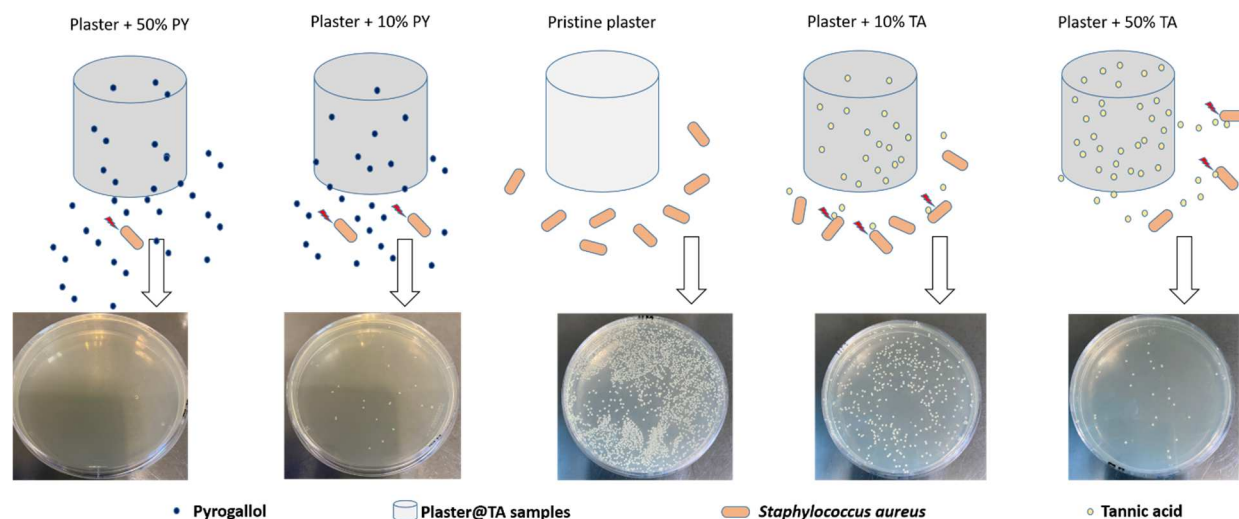 Plaster + 50% PY
Plaster + 10% PY
Pristine plaster
Plaster + 10% TA
Plaster + 50% TA
Pyrogallol
Plaster@TA samples
Staphylococcus aureus
Tannic acid